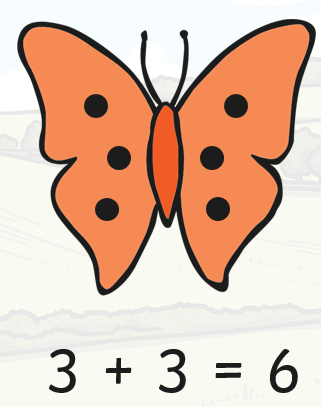 3 + 3 = 6